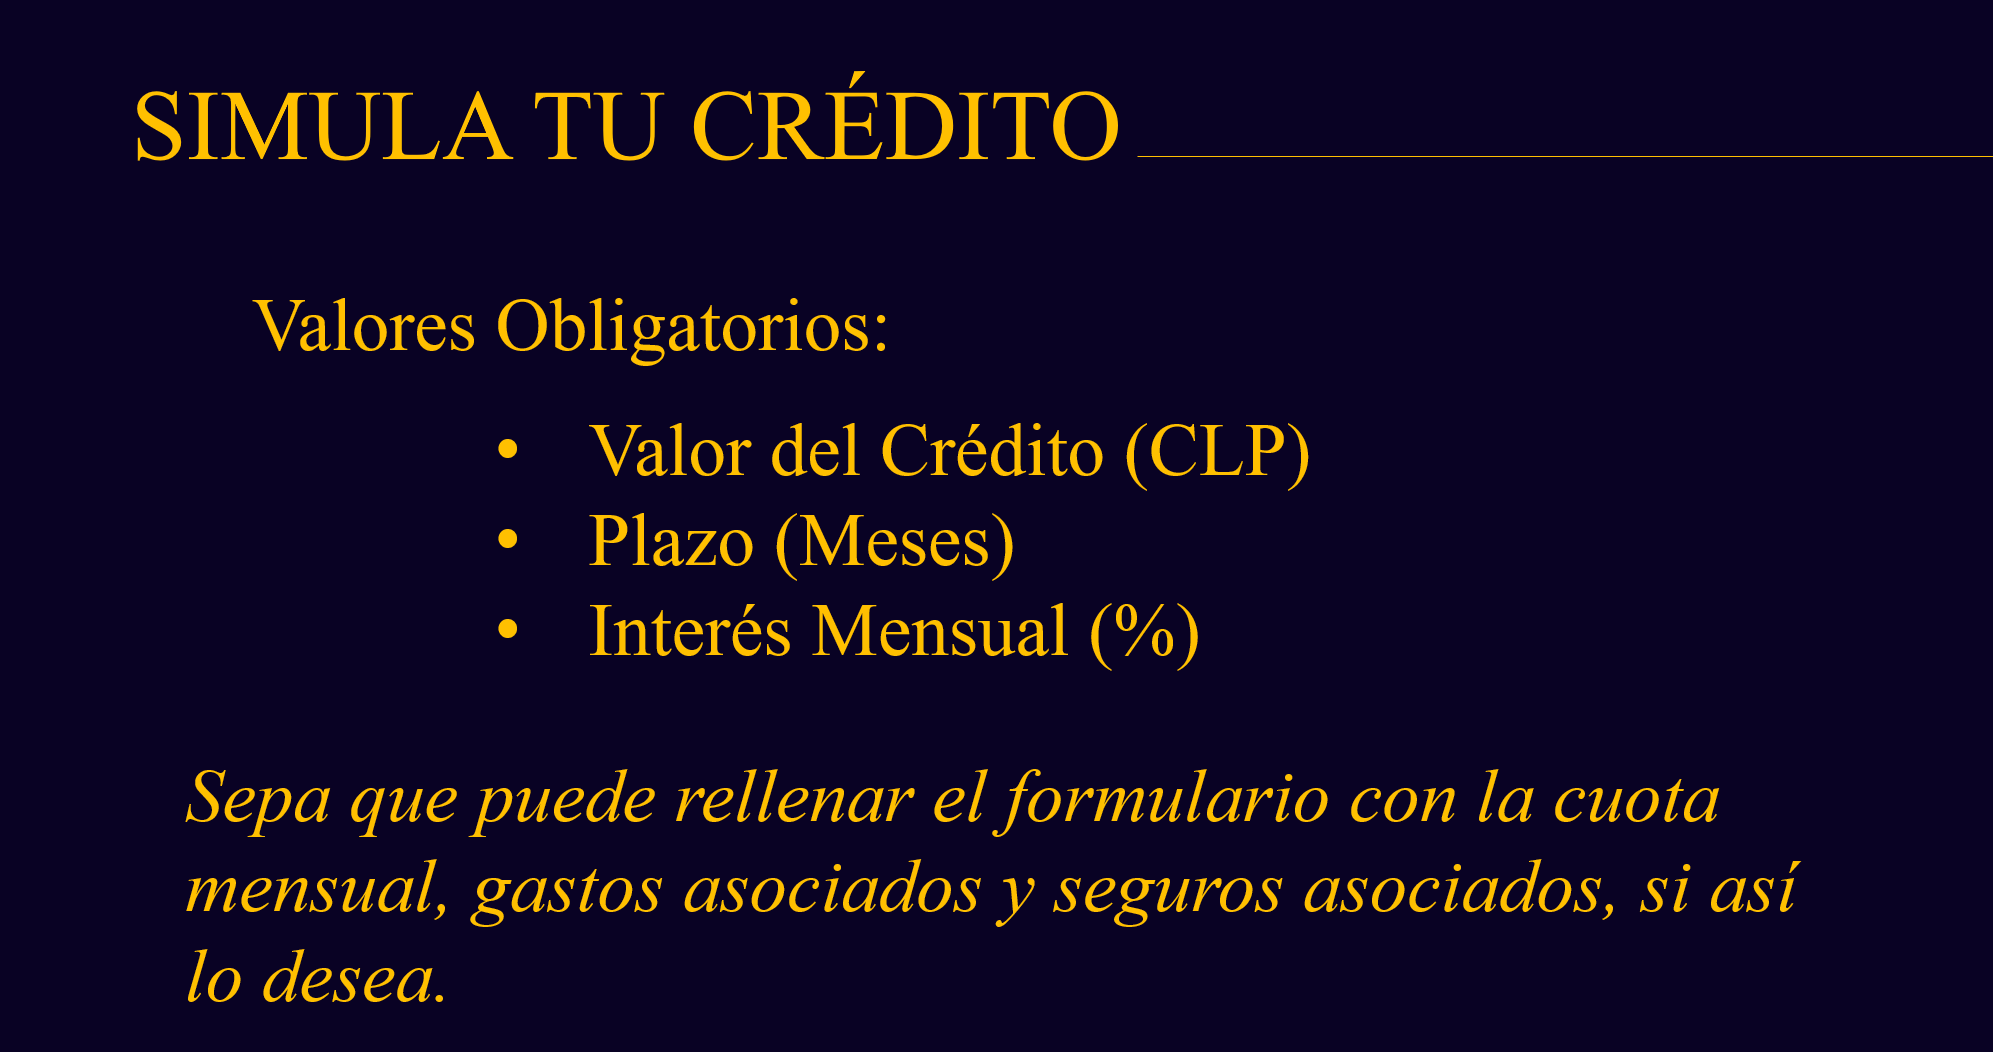 SIMULA TU CRÉDITO
Valores Obligatorios:
• Valor del Crédito (CLP)
• Plazo (Meses)
• Interés Mensual (%)
Sepa que puede rellenar el formulario con la cuota
mensual, gastos asociados y seguros asociados, si así
lo desea.